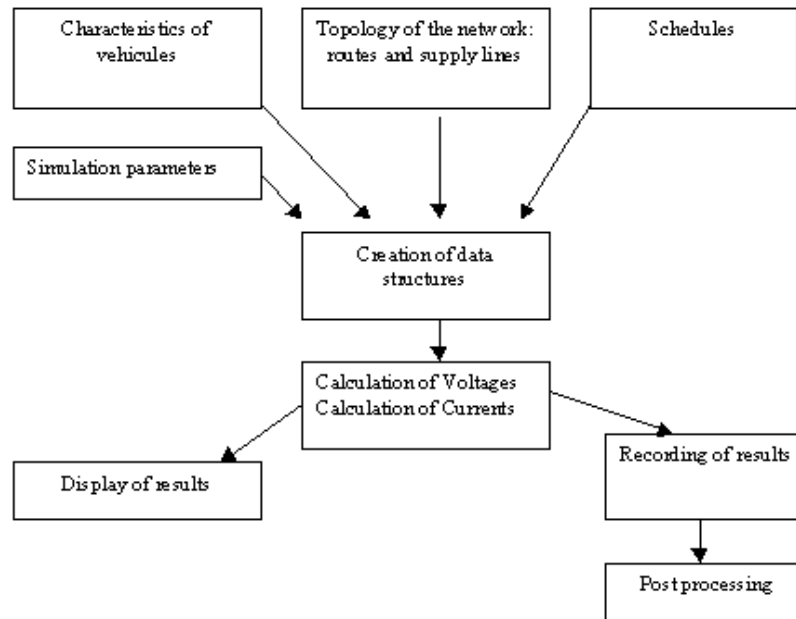 Characteristics of
vehicules
Topology of the network:
routes and supply lines
Schedules
Simulation parameters
Creation of data
structures
Calculation of Voltages
Calculation of Currents
Recording of results
Display of results
Post processing